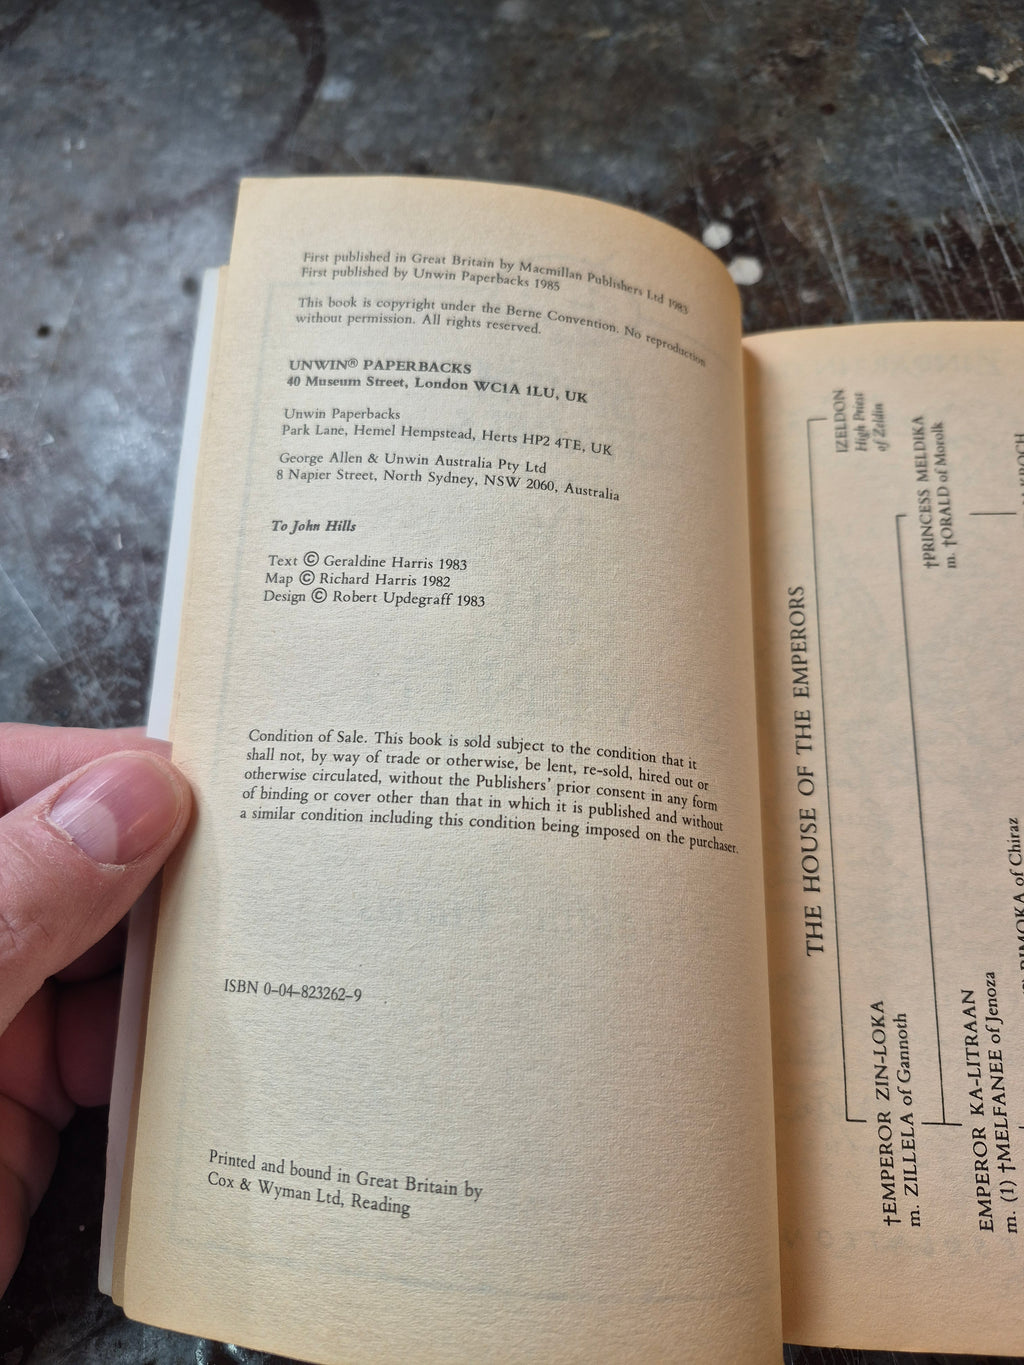 First published in Great Britain by Macmillan Publishers Ltd 1983
First published by Unwin Paperbacks 1985
This book is copyright under the Berne Convention. No reproduction
without permission. All rights reserved.
UNWIN® PAPERBACKS
40 Museum Street, London WC1A 1LU, UK
Unwin Paperbacks
Park Lane, Hemel Hempstead, Herts HP2 4TE, UK
George Allen & Unwin Australia Pty Ltd
8 Napier Street, North Sydney, NSW 2060, Australia
To John Hills
Text © Geraldine Harris 1983
Map © Richard Harris 1982
Design © Robert Updegraff 1983
Condition of Sale. This book is sold subject to the condition that it
shall not, by way of trade or otherwise, be lent, re-sold, hired out or
otherwise circulated, without the Publishers' prior consent in any form
of binding or cover other than that in which it is published and without
a similar condition including this condition being imposed on the purchaser.
ISBN 0-04-823262-9
Printed and bound in Great Britain by
Cox & Wyman Ltd, Reading
THE HOUSE OF THE EMPERORS
†EMPEROR ZIN-LOKA
m. ZILLELA of Gannoth
IZELDON
High Priest
of Zeldin
EMPEROR KA-LITRAAN
m. (1) †MELFANEE of Jenoza
†PRINCESS MELDIKA
m. †ORALD of Morolk
of Chiraz